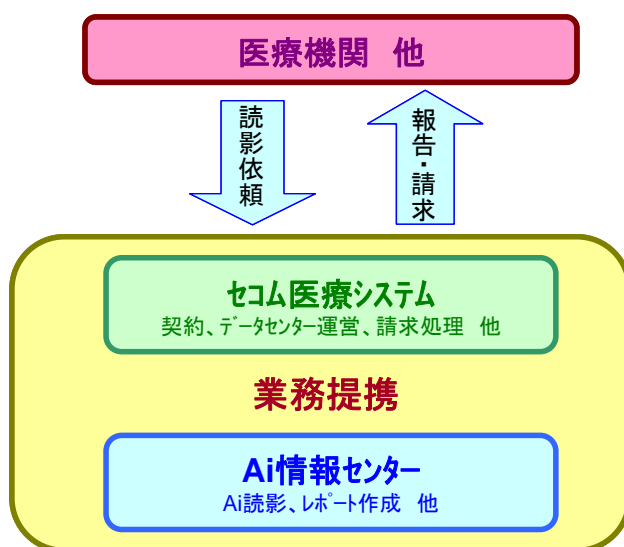 医療機関　他
読影依頼
報告・請求
セコム医療システム
契約、データセンター運営、請求処理　他
業務提携
Ai情報センター
Ai読影、レポート作成　他